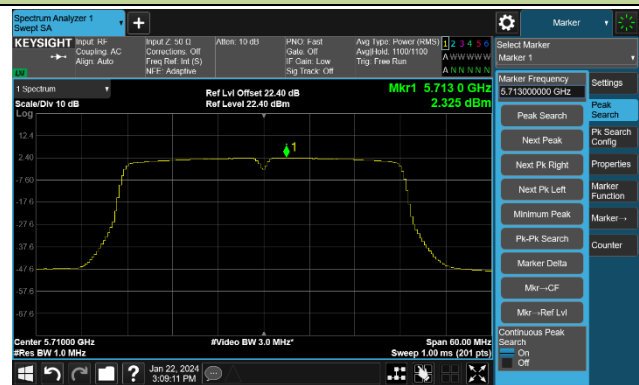 Spectrum Analyzer 1
Swept SA
Marker
KEYSIGHT
Input: RF
Coupling: AC
Align: Auto
Input Z: 50 Ω
Corrections: Off
Freq Ref: Int (S)
NFE: Adaptive
Atten: 10 dB
PNO: Fast
Gate: Off
IF Gain: Low
Sig Track: Off
Avg Type: Power (RMS)
Avg|Hold: 1100/1100
Trig: Free Run
1 2 3 4 5 6
A W W W W W
A N N N N N
LXI
Select Marker
Marker 1
1 Spectrum
Scale/Div 10 dB
Log
Ref Lvl Offset 22.40 dB
Ref Level 22.40 dBm
Mkr1 5.713 0 GHz
2.325 dBm
1
12.4
2.40
-7.60
-17.6
-27.6
-37.6
-47.6
-57.6
-67.6
Center 5.71000 GHz
#Res BW 1.0 MHz
#Video BW 3.0 MHz*
Span 60.00 MHz
Sweep 1.00 ms (201 pts)
Marker Frequency
5.713000000 GHz
Peak Search
Next Peak
Next Pk Right
Next Pk Left
Minimum Peak
Pk-Pk Search
Marker Delta
Mkr→CF
Mkr→Ref Lvl
Continuous Peak
Search
On
Off
Settings
Peak
Search
Pk Search
Config
Properties
Marker
Function
Marker→
Counter
?
Jan 22, 2024
3:09:11 PM